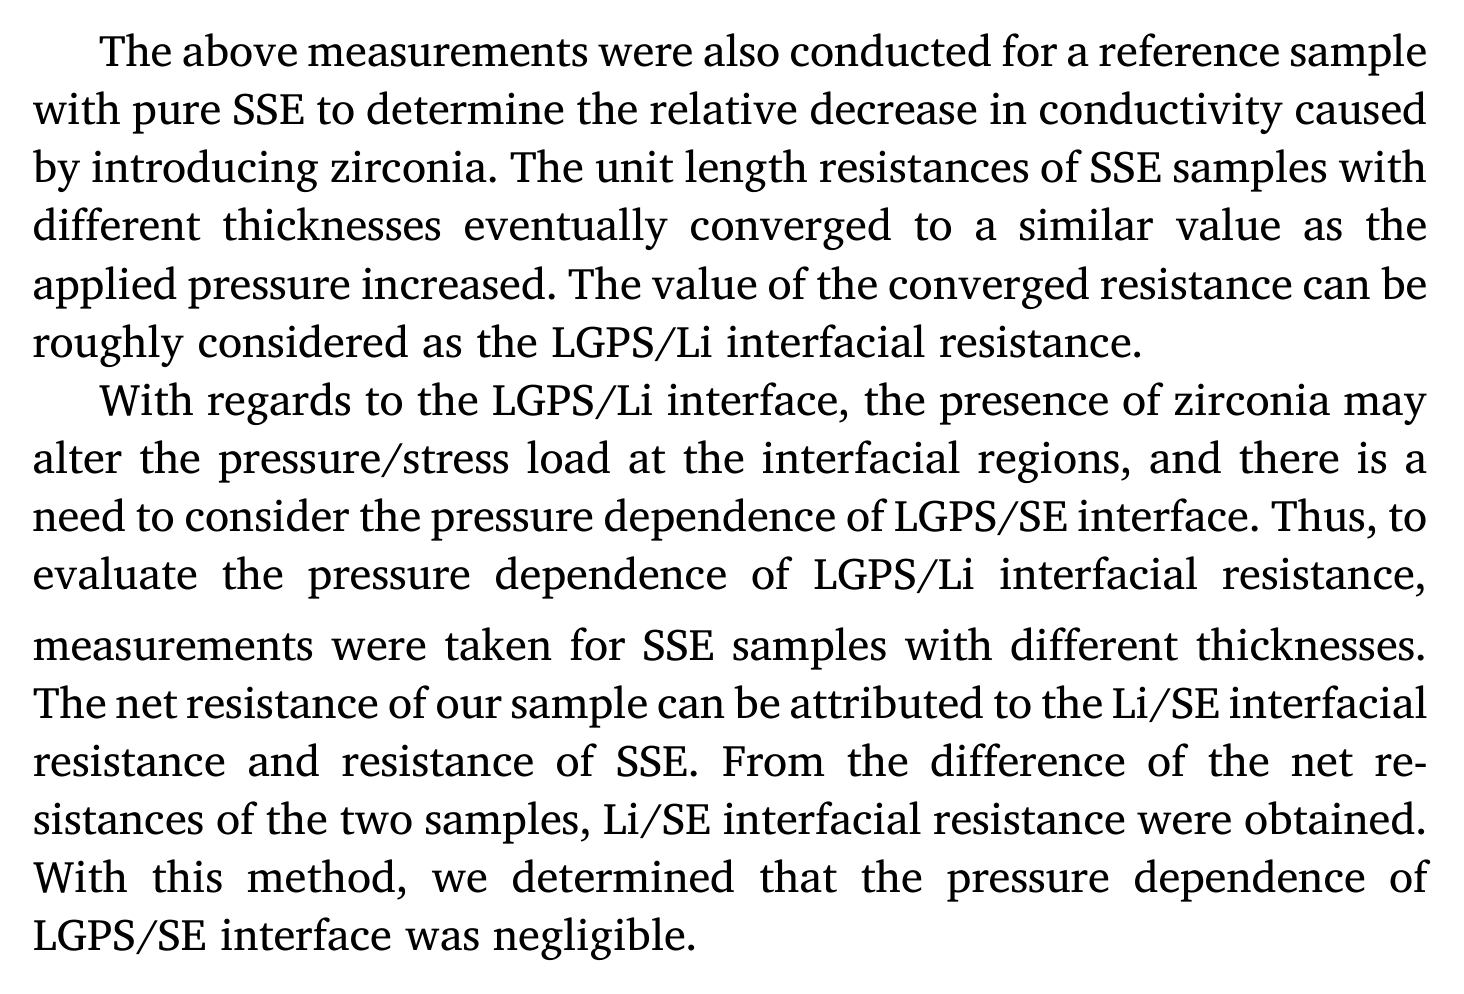 The above measurements were also conducted for a reference sample
with pure SSE to determine the relative decrease in conductivity caused
by introducing zirconia. The unit length resistances of SSE samples with
different thicknesses eventually converged to a similar value as the
applied pressure increased. The value of the converged resistance can be
roughly considered as the LGPS/Li interfacial resistance.
With regards to the LGPS/Li interface, the presence of zirconia may
alter the pressure/stress load at the interfacial regions, and there is a
need to consider the pressure dependence of LGPS/SE interface. Thus, to
evaluate the pressure dependence of LGPS/Li interfacial resistance,
measurements were taken for SSE samples with different thicknesses.
The net resistance of our sample can be attributed to the Li/SE interfacial
resistance and resistance of SSE. From the difference of the net re-
sistances of the two samples, Li/SE interfacial resistance were obtained.
With this method, we determined that the pressure dependence of
LGPS/SE interface was negligible.